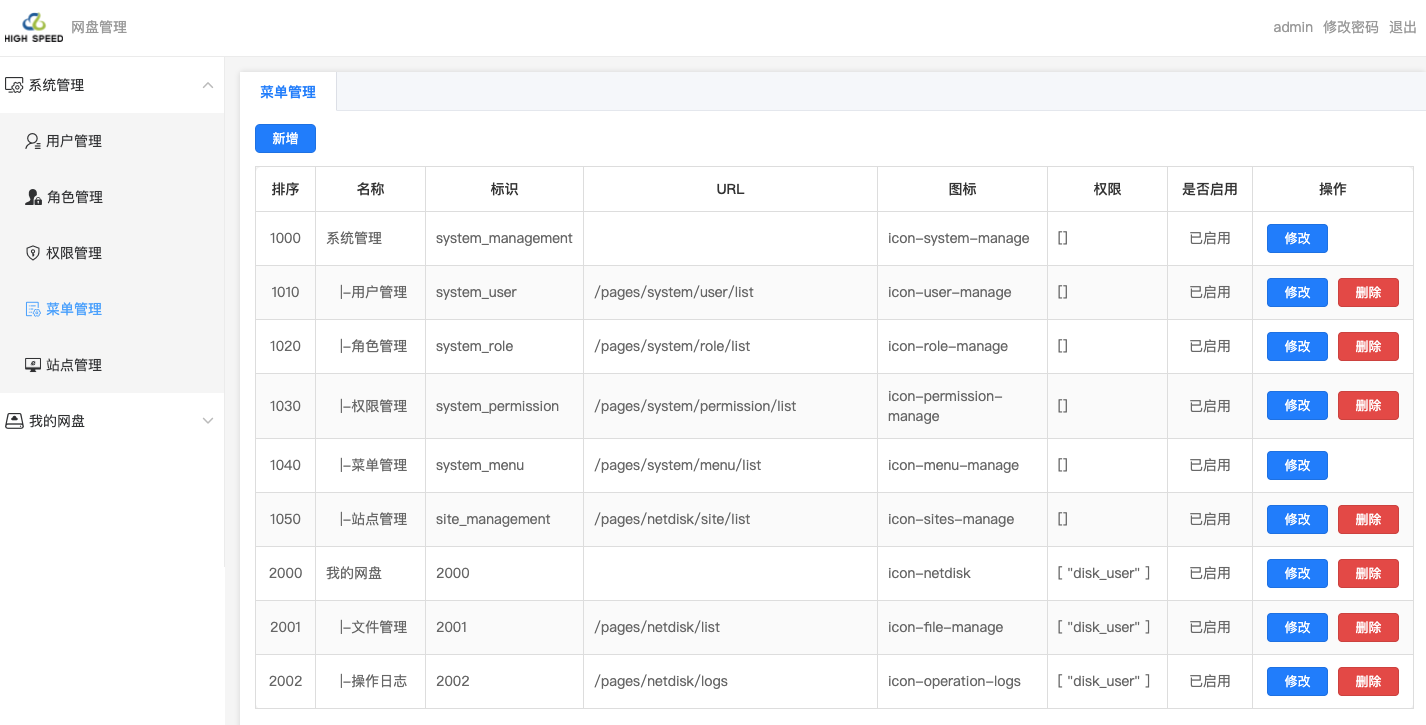 HIGH SPEED 网盘管理 admin 修改密码 退出
系统管理
用户管理
角色管理
权限管理
菜单管理
站点管理
我的网盘
菜单管理
新增
排序 名称 标识 URL 图标 权限 是否启用 操作
1000 系统管理 system_management icon-system-manage [] 已启用 修改
1010 |-用户管理 system_user /pages/system/user/list icon-user-manage [] 已启用 修改 删除
1020 |-角色管理 system_role /pages/system/role/list icon-role-manage [] 已启用 修改 删除
1030 |-权限管理 system_permission /pages/system/permission/list icon-permission-
manage [] 已启用 修改 删除
1040 |-菜单管理 system_menu /pages/system/menu/list icon-menu-manage [] 已启用 修改
1050 |-站点管理 site_management /pages/netdisk/site/list icon-sites-manage [] 已启用 修改 删除
2000 我的网盘 2000 icon-netdisk [ "disk_user" ] 已启用 修改 删除
2001 |-文件管理 2001 /pages/netdisk/list icon-file-manage [ "disk_user" ] 已启用 修改 删除
2002 |-操作日志 2002 /pages/netdisk/logs icon-operation-logs [ "disk_user" ] 已启用 修改 删除